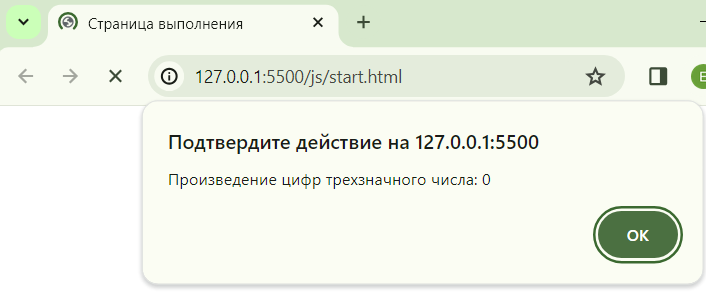 Страница выполнения
127.0.0.1:5500/js/start.html
E
Подтвердите действие на 127.0.0.1:5500
Произведение цифр трехзначного числа: 0
ОК